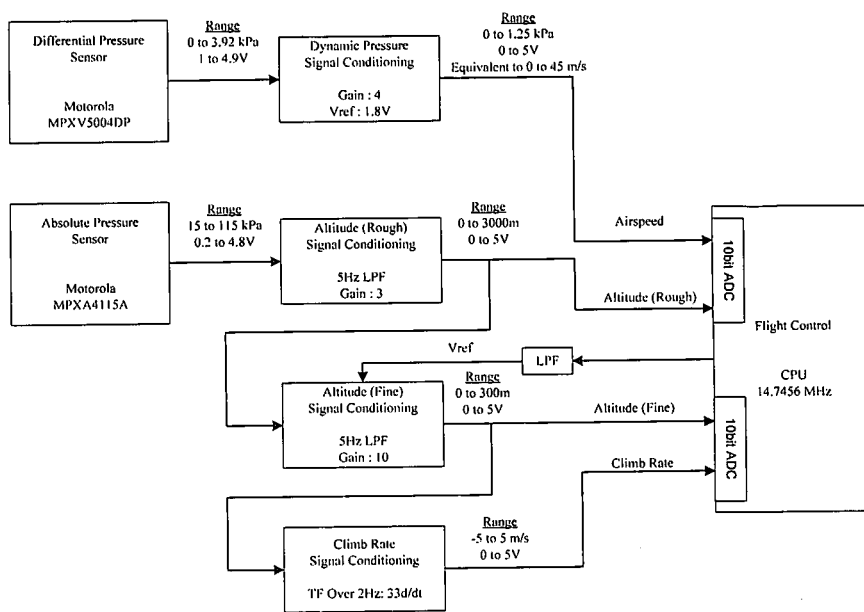 Differential Pressure
Sensor
Motorola
MPXV5004DP
Range
0 to 3.92 kPa
1 to 4.9V
Dynamic Pressure
Signal Conditioning
Gain : 4
Vref : 1.8V
Range
0 to 1.25 kPa
0 to 5V
Equivalent to 0 to 45 m/s
Absolute Pressure
Sensor
Motorola
MPXA4115A
Range
15 to 115 kPa
0.2 to 4.8V
Altitude (Rough)
Signal Conditioning
5Hz LPF
Gain : 3
Range
0 to 3000m
0 to 5V
Airspeed
Altitude (Rough)
10bit ADC
Flight Control
CPU
14.7456 MHz
Vref
LPF
Altitude (Fine)
Signal Conditioning
5Hz LPF
Gain : 10
Range
0 to 300m
0 to 5V
Altitude (Fine)
Climb Rate
10bit ADC
Climb Rate
Signal Conditioning
TF Over 2Hz: 33d/dt
Range
-5 to 5 m/s
0 to 5V